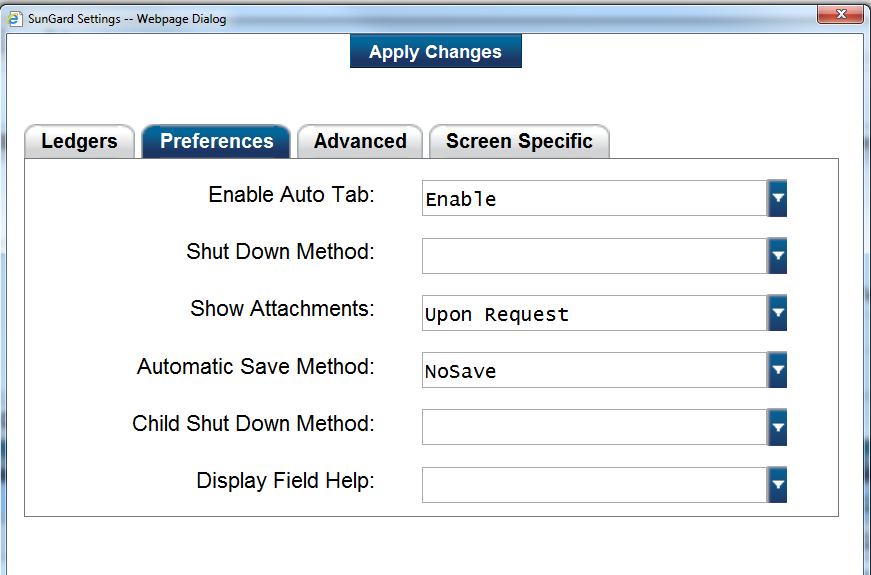 SunGard Settings -- Webpage Dialog
Apply Changes
Ledgers Preferences Advanced Screen Specific
Enable Auto Tab: Enable
Shut Down Method:
Show Attachments: Upon Request
Automatic Save Method: NoSave
Child Shut Down Method:
Display Field Help: